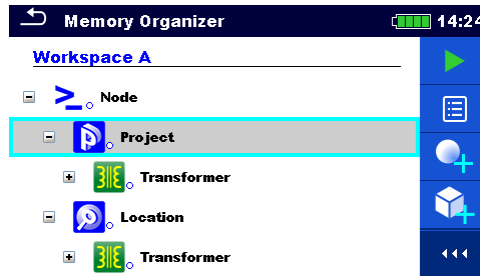 Memory Organizer 14:24
Workspace A
Node
Project
Transformer
Location
Transformer